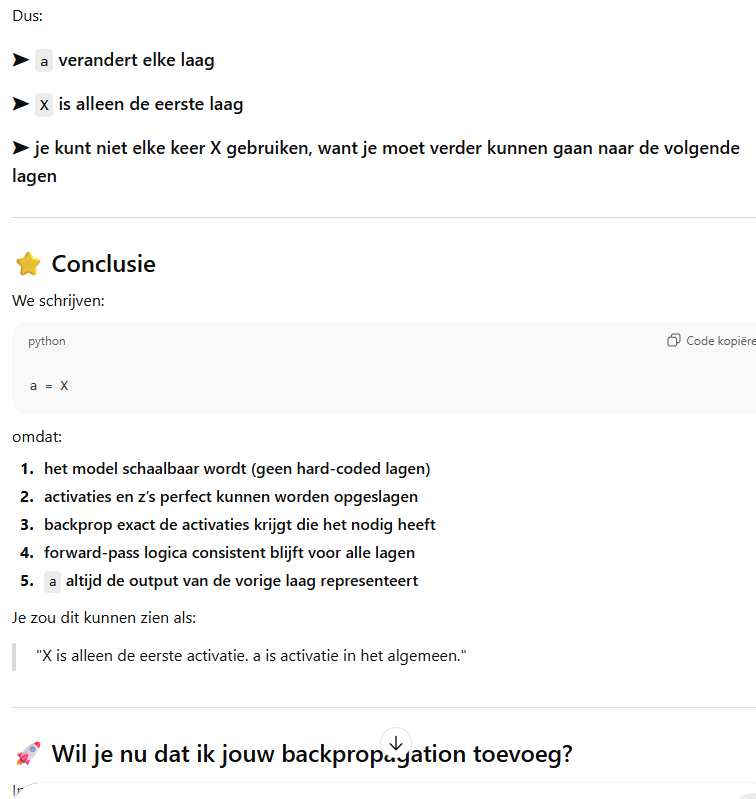 Dus:
➤ a verandert elke laag
➤ X is alleen de eerste laag
➤ je kunt niet elke keer X gebruiken, want je moet verder kunnen gaan naar de volgende
lagen
⭐ Conclusie
We schrijven:
python
Code kopiëre
a = X
omdat:
1. het model schaalbaar wordt (geen hard-coded lagen)
2. activaties en z's perfect kunnen worden opgeslagen
3. backprop exact de activaties krijgt die het nodig heeft
4. forward-pass logica consistent blijft voor alle lagen
5. a altijd de output van de vorige laag representeert
Je zou dit kunnen zien als:
"X is alleen de eerste activatie. a is activatie in het algemeen."
🚀 Wil je nu dat ik jouw backpropagation toevoeg?